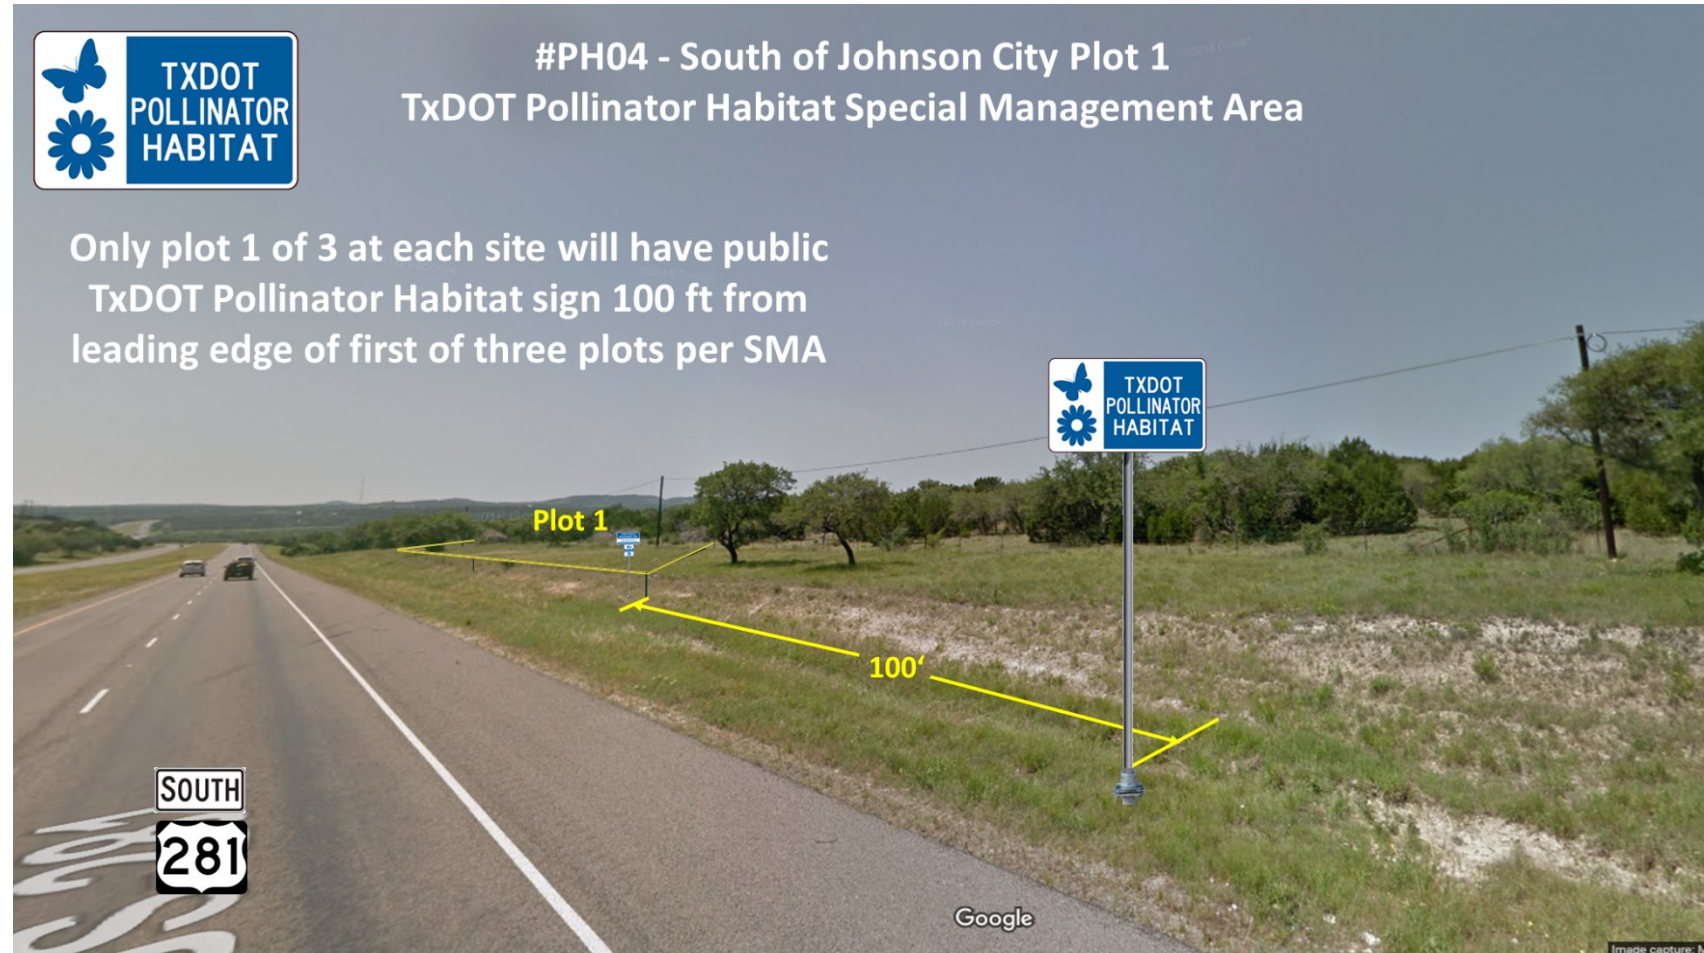 TXDOT
POLLINATOR
HABITAT
#PH04 - South of Johnson City Plot 1
TxDOT Pollinator Habitat Special Management Area
Only plot 1 of 3 at each site will have public
TxDOT Pollinator Habitat sign 100 ft from
leading edge of first of three plots per SMA
TXDOT
POLLINATOR
HABITAT
Plot 1
100‘
SOUTH
281
Google
Image capture: